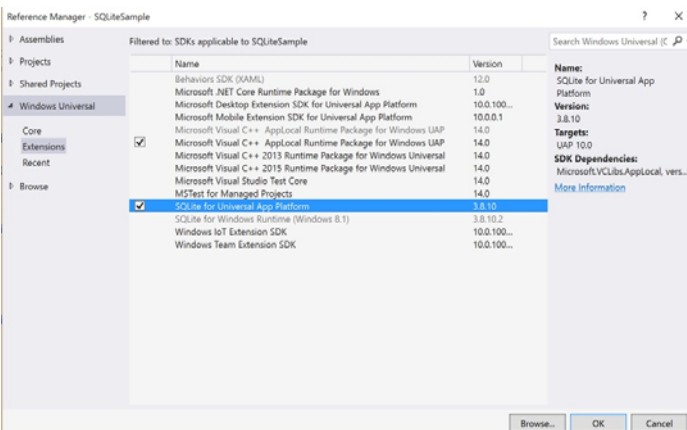 Reference Manager - SQLiteSample
? X
Assemblies
Projects
Shared Projects
Windows Universal
Core
Extensions
Recent
Browse
Filtered to: SDKs applicable to SQLiteSample
Name Version
Behaviors SDK (XAML) 12.0
Microsoft .NET Core Runtime Package for Windows 1.0
Microsoft Desktop Extension SDK for Universal App Platform 10.0.100...
Microsoft Mobile Extension SDK for Universal App Platform 10.0.0.1
Microsoft Visual C++ AppLocal Runtime Package for Windows UAP 14.0
Microsoft Visual C++ AppLocal Runtime Package for Windows UAP 14.0
Microsoft Visual C++ 2013 Runtime Package for Windows Universal 14.0
Microsoft Visual C++ 2015 Runtime Package for Windows Universal 14.0
Microsoft Visual Studio Test Core 14.0
MSTest for Managed Projects 14.0
SQLite for Universal App Platform 3.8.10
SQLite for Windows Runtime (Windows 8.1) 3.8.10.2
Windows IoT Extension SDK 10.0.100...
Windows Team Extension SDK 10.0.100...
Search Windows Universal (C
Name:
SQLite for Universal App
Platform
Version:
3.8.10
Targets:
UAP 10.0
SDK Dependencies:
Microsoft.VCLibs.AppLocal, vers...
More Information
Browse... OK Cancel